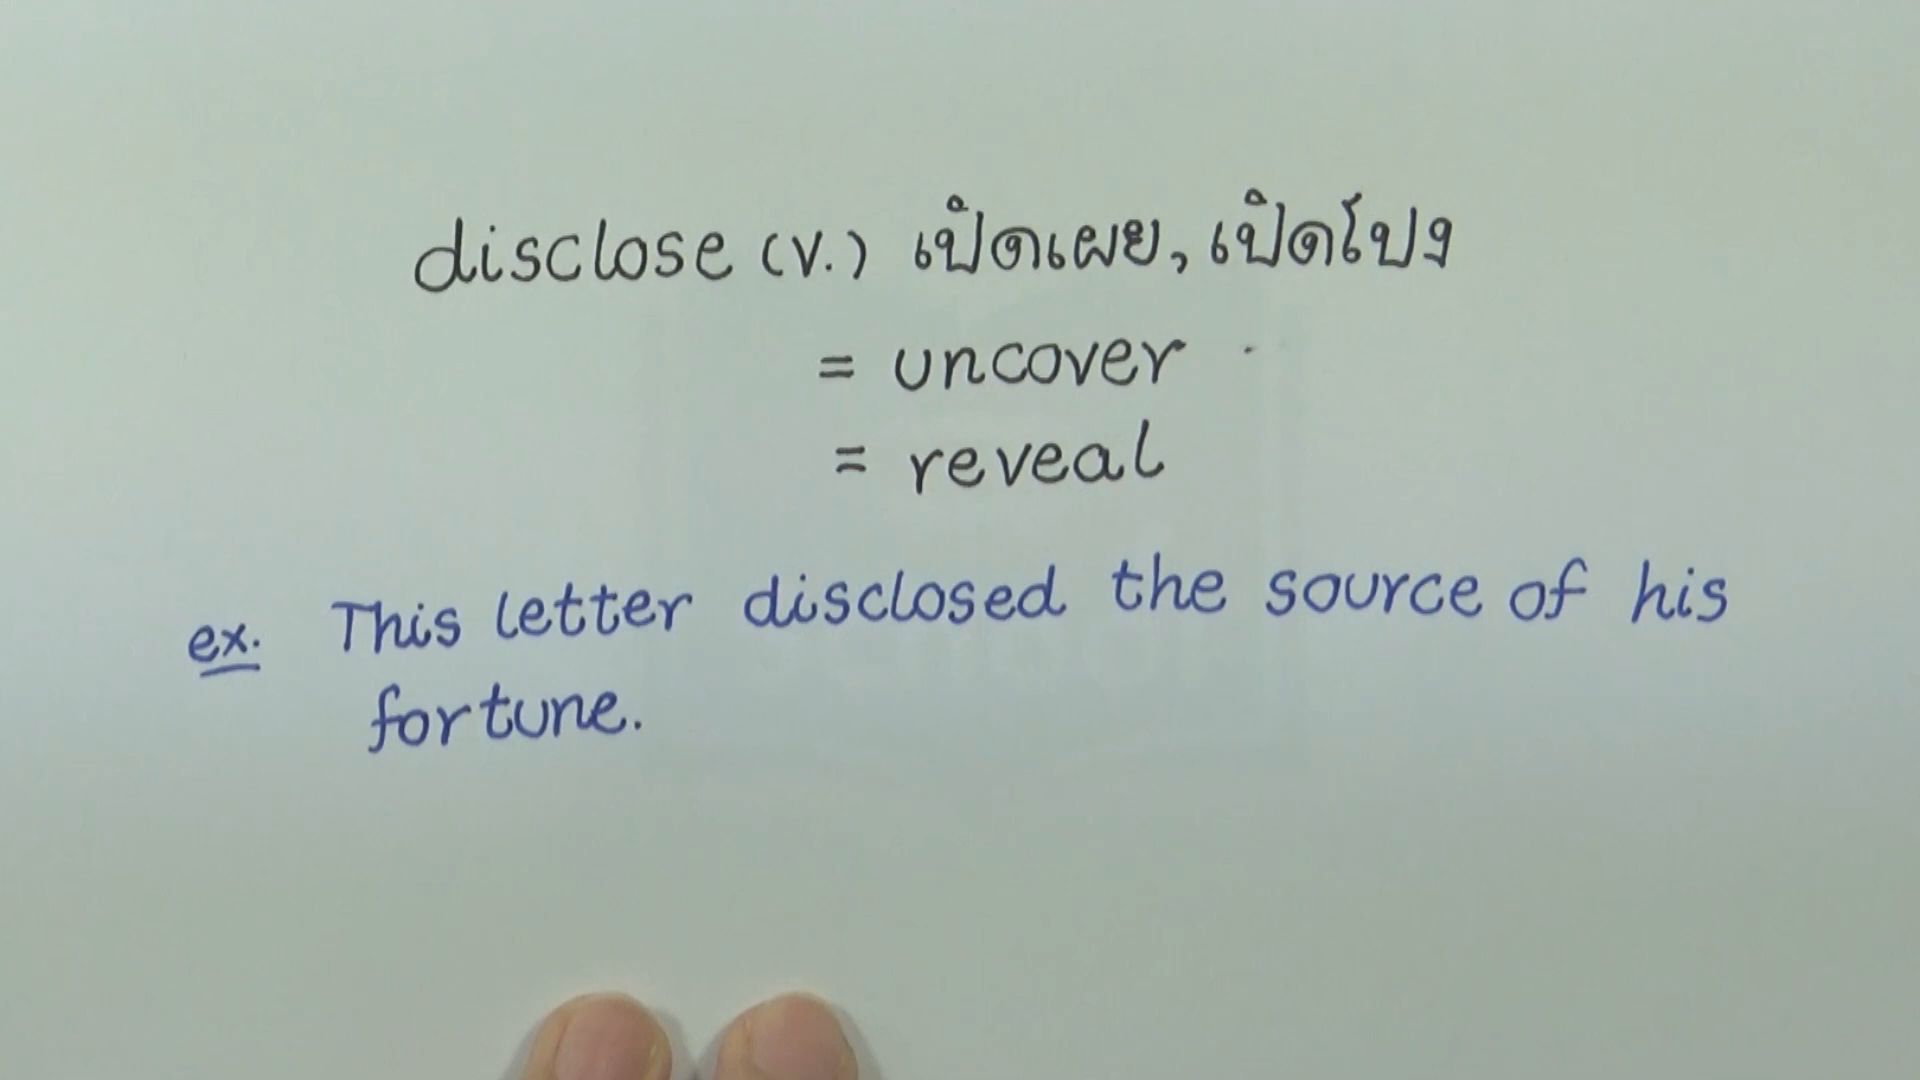 disclose (v.) เปิดเผย, เปิดโปง
= uncover
= reveal
ex. This letter disclosed the source of his
fortune.